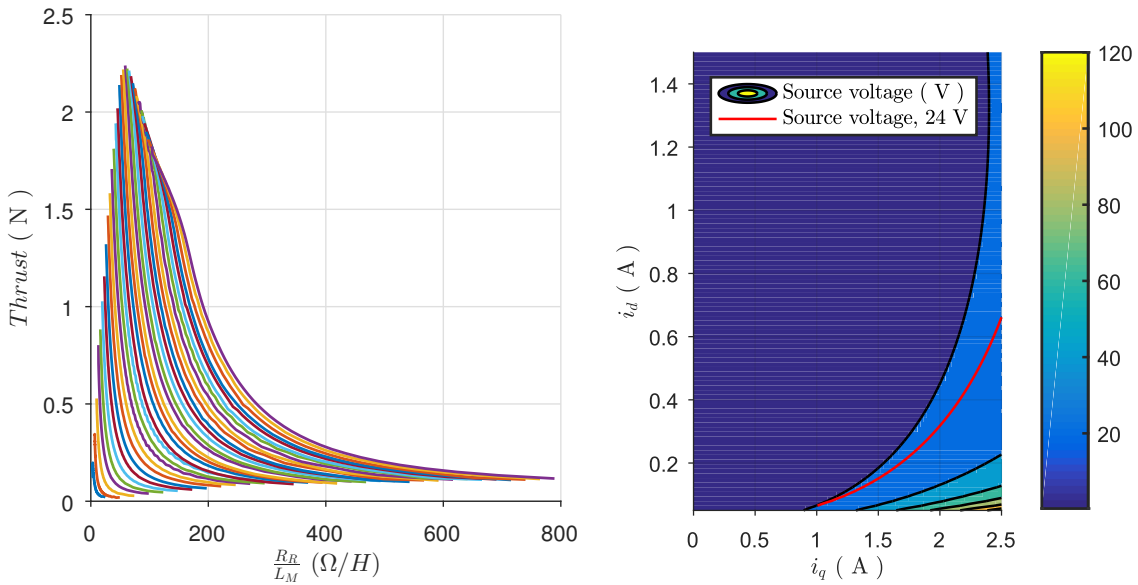 2.5
2
1.5
1
0.5
0
0 200 400 600 800
Thrust ( N )
R_R / L_M (Ω/H)
Source voltage ( V )
Source voltage, 24 V
1.4
1.2
1
0.8
0.6
0.4
0.2
0 0.5 1 1.5 2 2.5
i_d ( A )
i_q ( A )
120
100
80
60
40
20